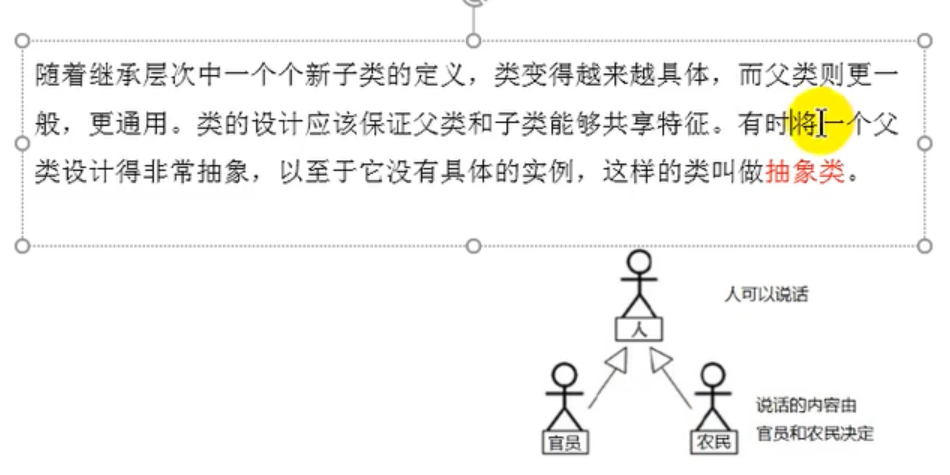 随着继承层次中一个个新子类的定义，类变得越来越具体，而父类则更一
般，更通用。类的设计应该保证父类和子类能够共享特征。有时将一个父
类设计得非常抽象，以至于它没有具体的实例，这样的类叫做抽象类。
人可以说话
人
说话的内容由
官员和农民决定
官员
农民